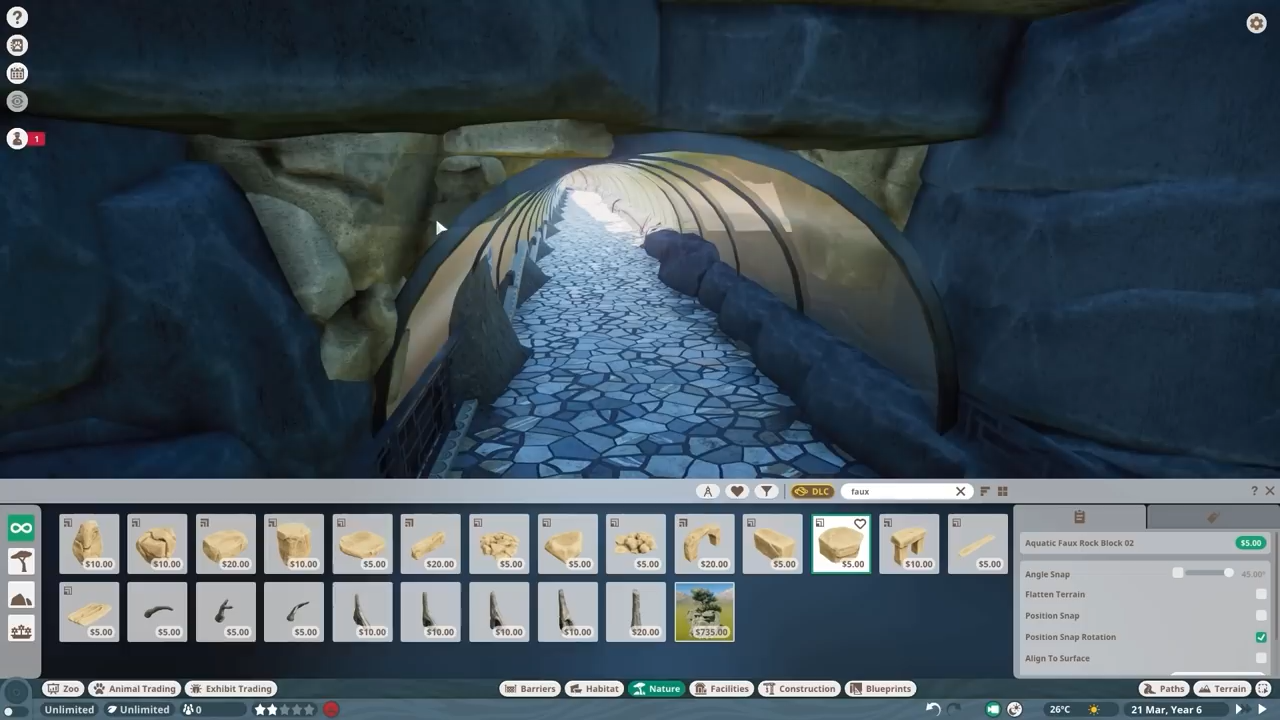 ?
1
DLC
faux
?
$10.00
$10.00
$20.00
$10.00
$5.00
$20.00
$5.00
$5.00
$5.00
$20.00
$5.00
$5.00
$10.00
$5.00
Aquatic Faux Rock Block 02
$5.00
Angle Snap
45.00°
Flatten Terrain
Position Snap
Position Snap Rotation
Align To Surface
$5.00
$5.00
$5.00
$5.00
$10.00
$10.00
$10.00
$10.00
$20.00
$735.00
Zoo
Animal Trading
Exhibit Trading
Barriers
Habitat
Nature
Facilities
Construction
Blueprints
Paths
Terrain
Unlimited
Unlimited
0
26°C
21 Mar, Year 6